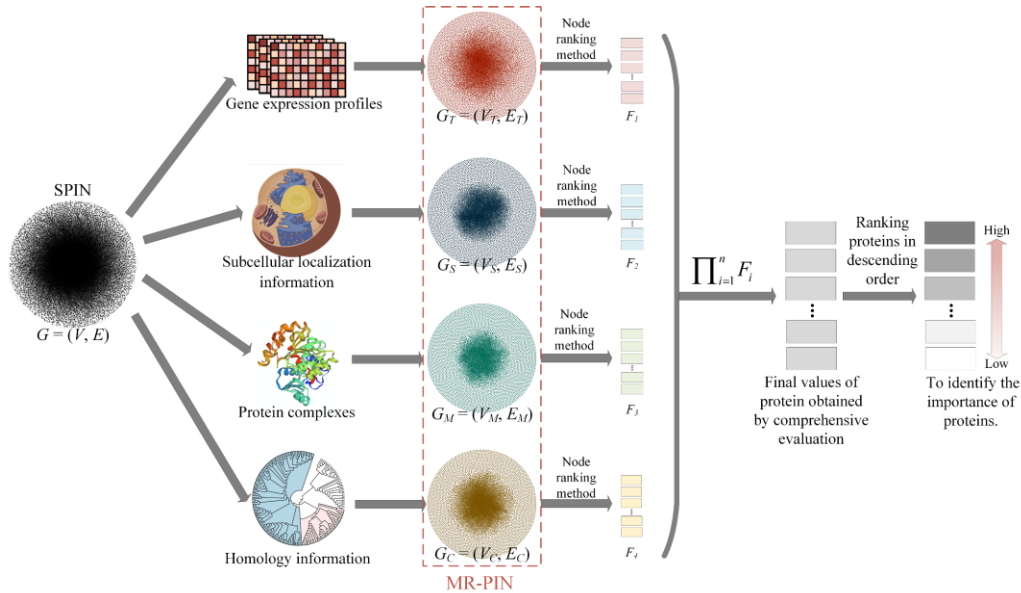 SPIN
G = (V, E)
Gene expression profiles
Subcellular localization
information
Protein complexes
Homology information
G_T = (V_T, E_T)
G_S = (V_S, E_S)
G_M = (V_M, E_M)
G_C = (V_C, E_C)
MR-PIN
Node
ranking
method
F_1
Node
ranking
method
F_2
Node
ranking
method
F_3
Node
ranking
method
F_4
∏_{i=1}^{n} F_i
Final values of
protein obtained
by comprehensive
evaluation
Ranking
proteins in
descending
order
High
Low
To identify the
importance of
proteins.